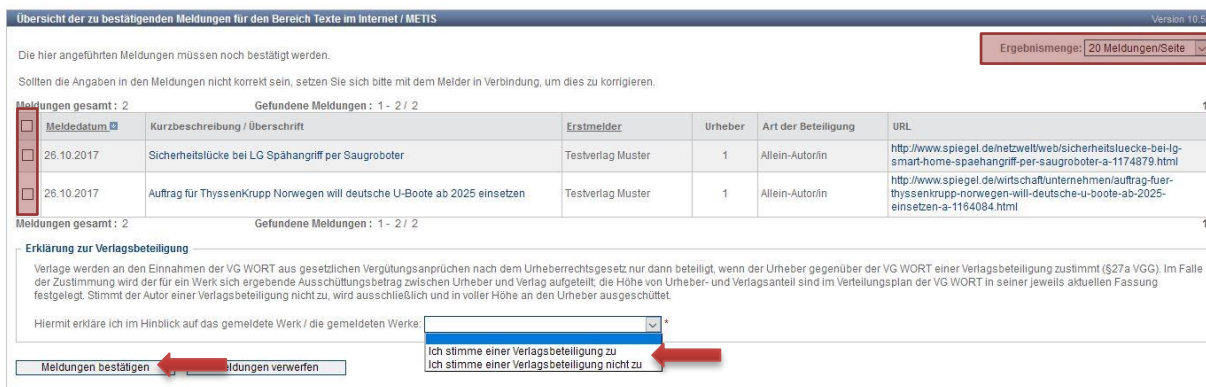 Übersicht der zu bestätigenden Meldungen für den Bereich Texte im Internet / METIS Version 10.5
Die hier angeführten Meldungen müssen noch bestätigt werden.
Ergebnismenge: 20 Meldungen/Seite
Sollten die Angaben in den Meldungen nicht korrekt sein, setzen Sie sich bitte mit dem Melder in Verbindung, um dies zu korrigieren.
Meldungen gesamt : 2 Gefundene Meldungen : 1 - 2 / 2 1
Meldedatum Kurzbeschreibung / Überschrift Erstmelder Urheber Art der Beteiligung URL
26.10.2017 Sicherheitslücke bei LG Spähangriff per Saugroboter Testverlag Muster 1 Allein-Autor/in http://www.spiegel.de/netzwelt/web/sicherheitsluecke-bei-lg-
smart-home-spaehangriff-per-saugroboter-a-1174879.html
26.10.2017 Auftrag für ThyssenKrupp Norwegen will deutsche U-Boote ab 2025 einsetzen Testverlag Muster 1 Allein-Autor/in http://www.spiegel.de/wirtschaft/unternehmen/auftrag-fuer-
thyssenkrupp-norwegen-will-deutsche-u-boote-ab-2025-
einsetzen-a-1164084.html
Meldungen gesamt : 2 Gefundene Meldungen : 1 - 2 / 2 1
Erklärung zur Verlagsbeteiligung
Verlage werden an den Einnahmen der VG WORT aus gesetzlichen Vergütungsansprüchen nach dem Urheberrechtsgesetz nur dann beteiligt, wenn der Urheber gegenüber der VG WORT einer Verlagsbeteiligung zustimmt (§27a VGG). Im Falle
der Zustimmung wird der für ein Werk sich ergebende Ausschüttungsbetrag zwischen Urheber und Verlag aufgeteilt; die Höhe von Urheber- und Verlagsanteil sind im Verteilungsplan der VG WORT in seiner jeweils aktuellen Fassung
festgelegt. Stimmt der Autor einer Verlagsbeteiligung nicht zu, wird ausschließlich und in voller Höhe an den Urheber ausgeschüttet.
Hiermit erkläre ich im Hinblick auf das gemeldete Werk / die gemeldeten Werke: *
Ich stimme einer Verlagsbeteiligung zu
Ich stimme einer Verlagsbeteiligung nicht zu
Meldungen bestätigen eldungen verwerfen